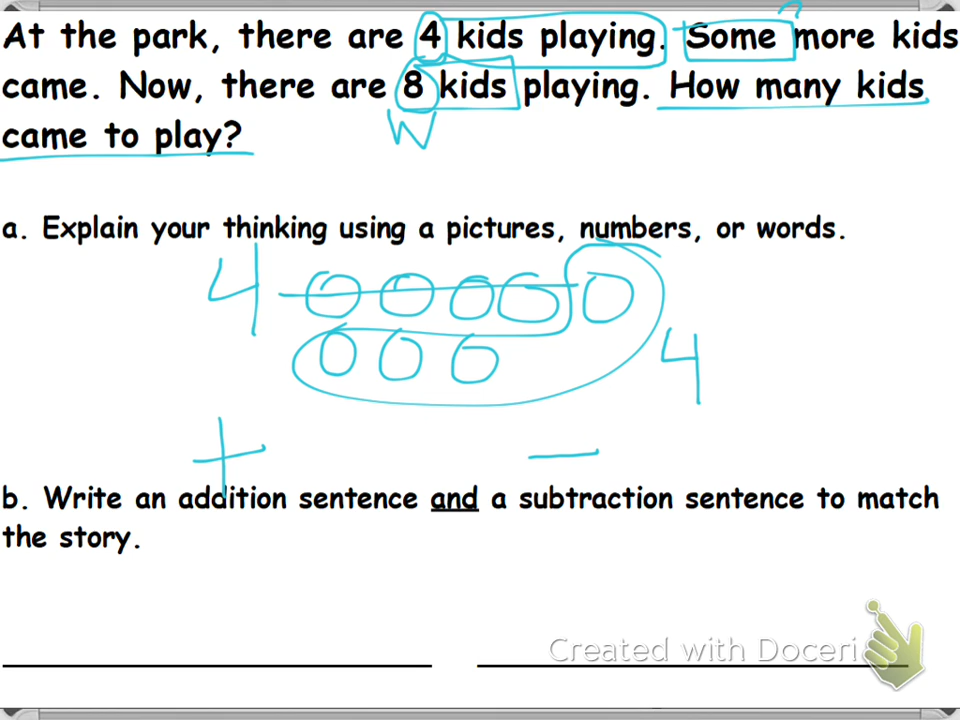 At the park, there are 4 kids playing. Some more kids
?
came. Now, there are 8 kids playing. How many kids
W
came to play?
a. Explain your thinking using a pictures, numbers, or words.
4
4
+ −
b. Write an addition sentence and a subtraction sentence to match
the story.
Created with Doceri